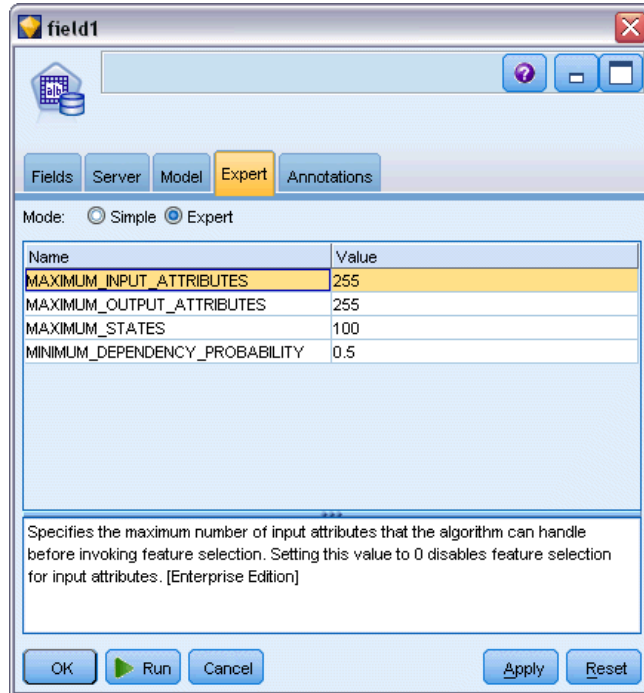 field1
Fields Server Model Expert Annotations
Mode: Simple Expert
Name Value
MAXIMUM_INPUT_ATTRIBUTES 255
MAXIMUM_OUTPUT_ATTRIBUTES 255
MAXIMUM_STATES 100
MINIMUM_DEPENDENCY_PROBABILITY 0.5
Specifies the maximum number of input attributes that the algorithm can handle
before invoking feature selection. Setting this value to 0 disables feature selection
for input attributes. [Enterprise Edition]
OK Run Cancel Apply Reset